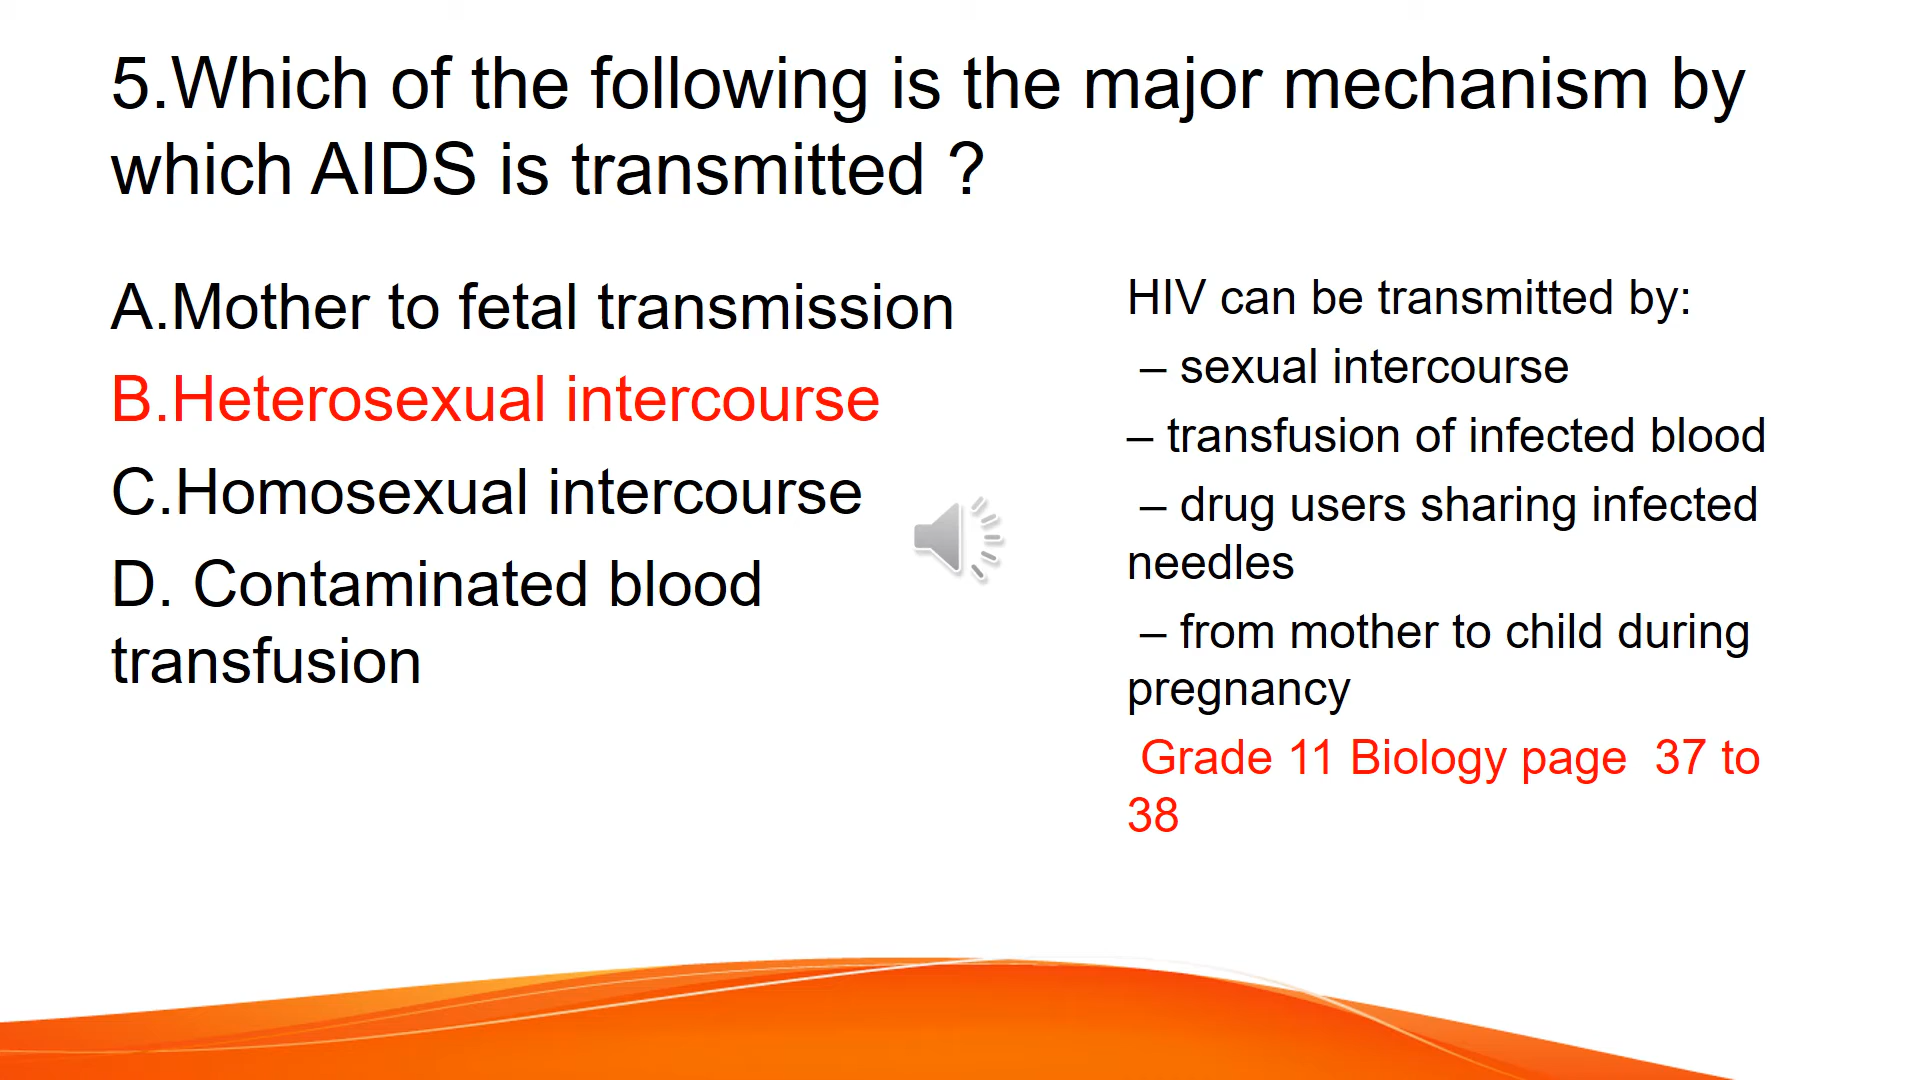 5.Which of the following is the major mechanism by
which AIDS is transmitted ?
A.Mother to fetal transmission
B.Heterosexual intercourse
C.Homosexual intercourse
D. Contaminated blood
transfusion
HIV can be transmitted by:
– sexual intercourse
– transfusion of infected blood
– drug users sharing infected
needles
– from mother to child during
pregnancy
Grade 11 Biology page  37 to
38